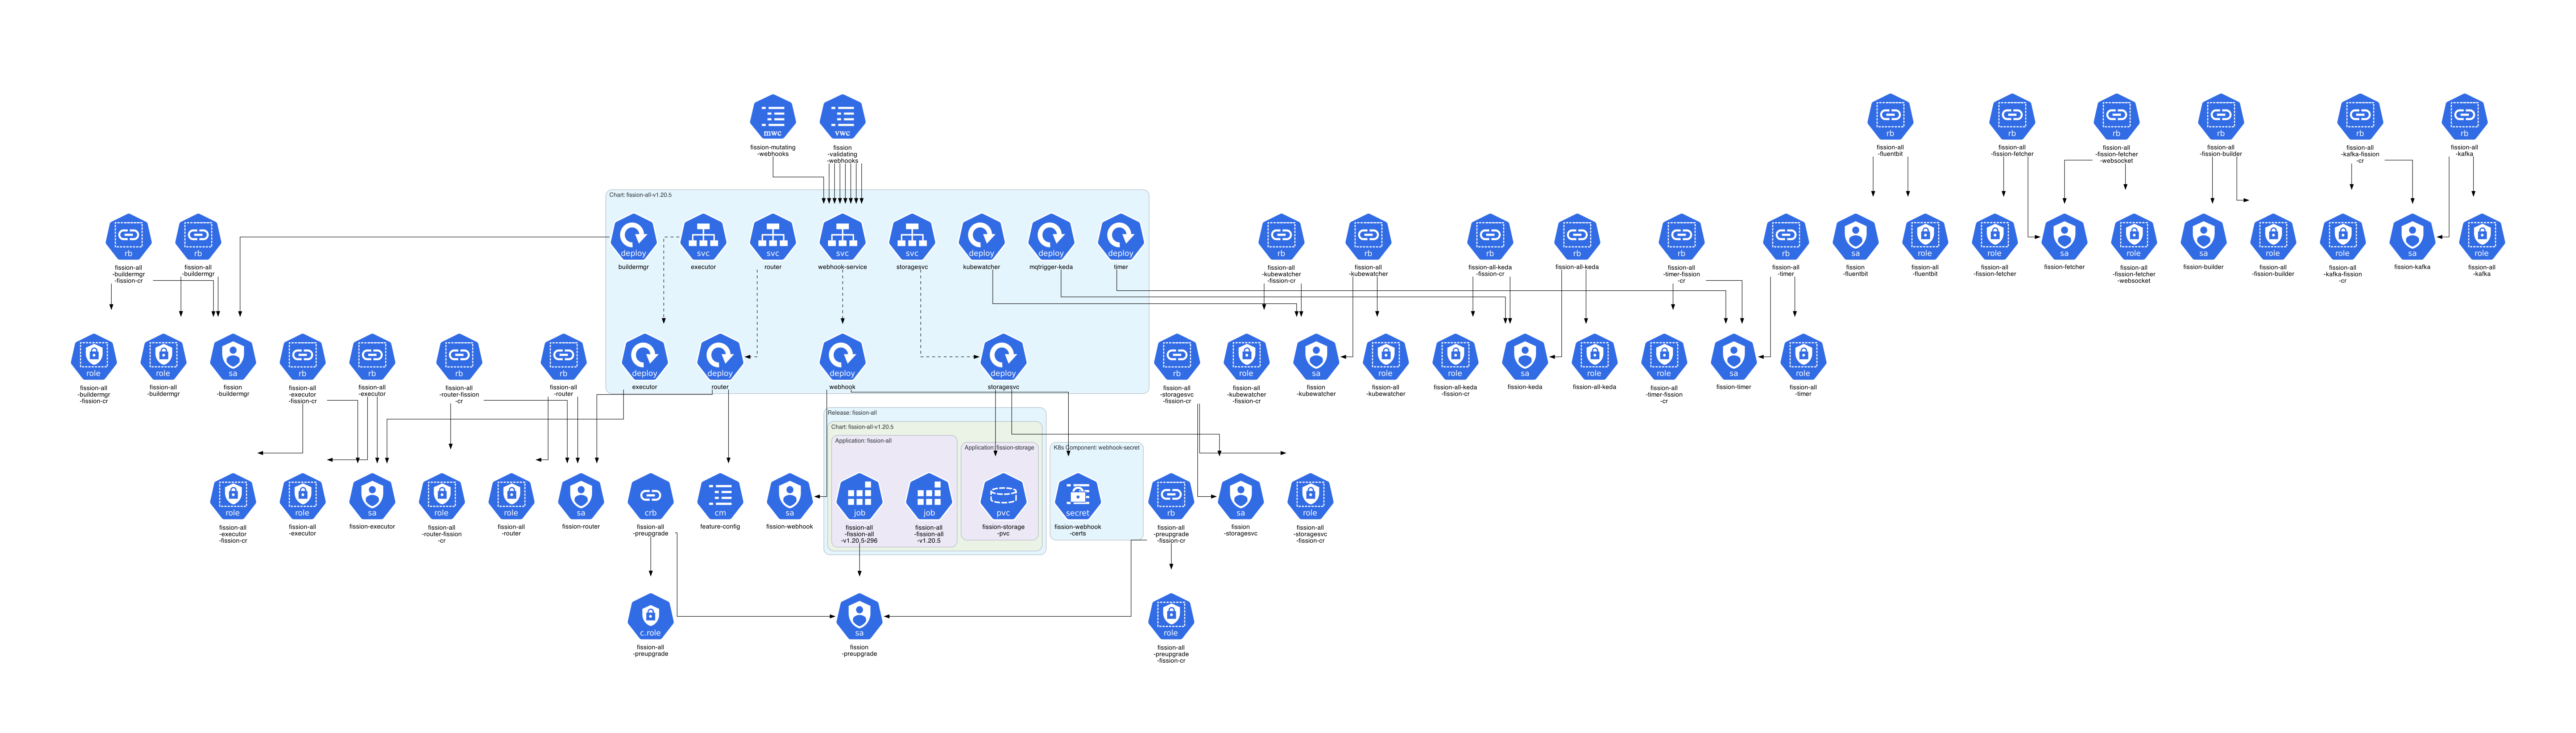 mwc
fission-mutating
-webhooks
vwc
fission
-validating
-webhooks
rb
fission-all
-fluentbit
rb
fission-all
-fission-fetcher
rb
fission-all
-fission-fetcher
-websocket
rb
fission-all
-fission-builder
rb
fission-all
-kafka-fission
-cr
rb
fission-all
-kafka
Chart: fission-all-v1.20.5
rb
fission-all
-buildermgr
-fission-cr
rb
fission-all
-buildermgr
deploy
buildermgr
svc
executor
svc
router
svc
webhook-service
svc
storagesvc
deploy
kubewatcher
deploy
mqtrigger-keda
deploy
timer
rb
fission-all
-kubewatcher
-fission-cr
rb
fission-all
-kubewatcher
rb
fission-all-keda
-fission-cr
rb
fission-all-keda
rb
fission-all
-timer-fission
-cr
rb
fission-all
-timer
sa
fission
-fluentbit
role
fission-all
-fluentbit
role
fission-all
-fission-fetcher
sa
fission-fetcher
role
fission-all
-fission-fetcher
-websocket
sa
fission-builder
role
fission-all
-fission-builder
role
fission-all
-kafka-fission
-cr
sa
fission-kafka
role
fission-all
-kafka
role
fission-all
-buildermgr
-fission-cr
role
fission-all
-buildermgr
sa
fission
-buildermgr
rb
fission-all
-executor
-fission-cr
rb
fission-all
-executor
rb
fission-all
-router-fission
-cr
rb
fission-all
-router
deploy
executor
deploy
router
deploy
webhook
deploy
storagesvc
rb
fission-all
-storagesvc
-fission-cr
role
fission-all
-kubewatcher
-fission-cr
sa
fission
-kubewatcher
role
fission-all
-kubewatcher
role
fission-all-keda
-fission-cr
sa
fission-keda
role
fission-all-keda
role
fission-all
-timer-fission
-cr
sa
fission-timer
role
fission-all
-timer
Release: fission-all
Chart: fission-all-v1.20.5
Application: fission-all
Application: fission-storage
K8s Component: webhook-secret
role
fission-all
-executor
-fission-cr
role
fission-all
-executor
sa
fission-executor
role
fission-all
-router-fission
-cr
role
fission-all
-router
sa
fission-router
crb
fission-all
-preupgrade
cm
feature-config
sa
fission-webhook
job
fission-all
-fission-all
-v1.20.5-296
job
fission-all
-fission-all
-v1.20.5
pvc
fission-storage
-pvc
secret
fission-webhook
-certs
rb
fission-all
-preupgrade
-fission-cr
sa
fission
-storagesvc
role
fission-all
-storagesvc
-fission-cr
c.role
fission-all
-preupgrade
sa
fission
-preupgrade
role
fission-all
-preupgrade
-fission-cr